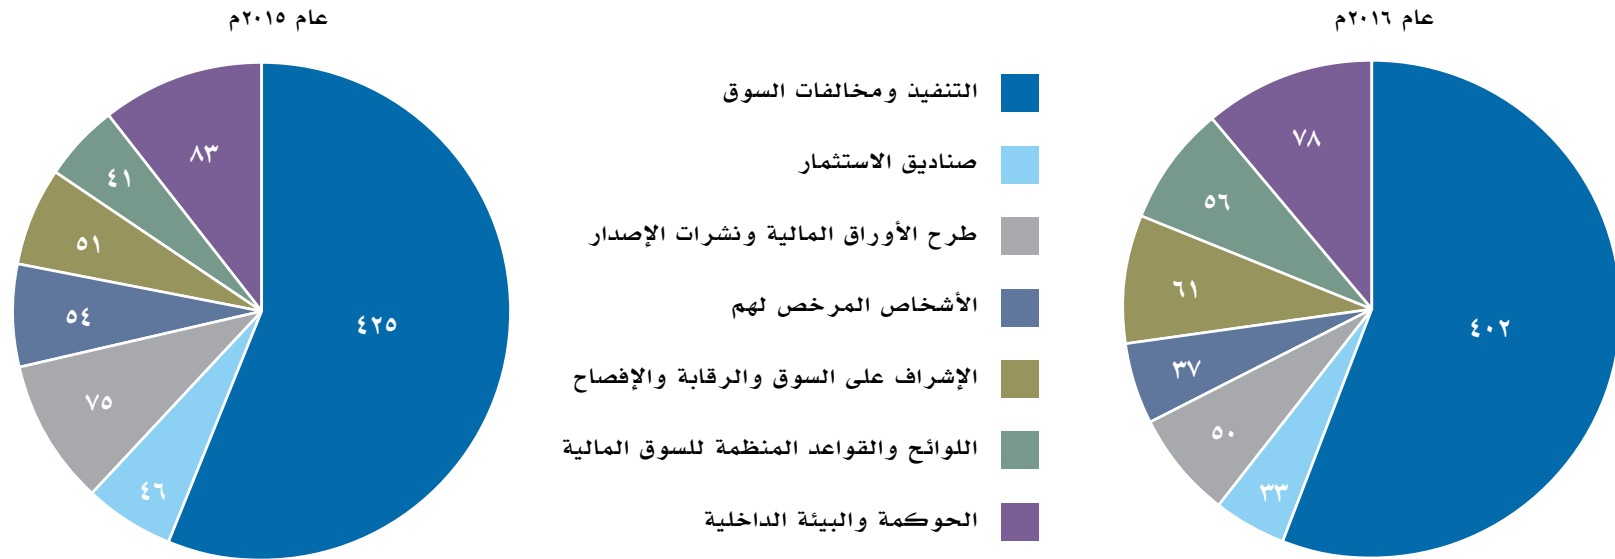 عام ٢٠١٦م
٤٠٢
٣٣
٥٠
٣٧
٦١
٥٦
٧٨
التنفيذ ومخالفات السوق
صناديق الاستثمار
طرح الأوراق المالية ونشرات الإصدار
الأشخاص المرخص لهم
الإشراف على السوق والرقابة والإفصاح
اللوائح والقواعد المنظمة للسوق المالية
الحوكمة والبيئة الداخلية
عام ٢٠١٥م
٤٢٥
٤٦
٧٥
٥٤
٥١
٤١
٨٣